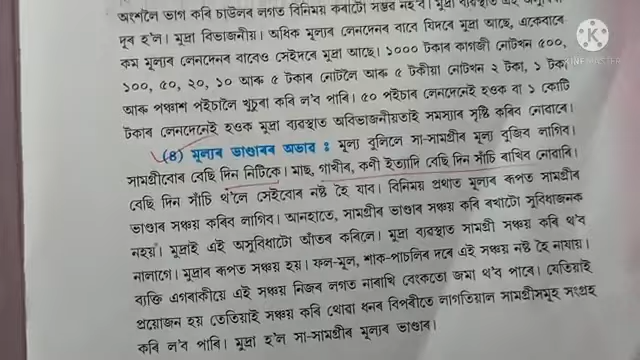 অংশলৈ ভাগ কৰি চাউলৰ লগত বিনিময় কৰাটো সম্ভৱ নহ'ব। মুদ্ৰা ব্যৱস্থাত এই
দূৰ হ'ল। মুদ্ৰা বিভাজনীয়। অধিক মূল্যৰ লেনদেনৰ বাবে যিদৰে মুদ্ৰা আছে, একেবাৰে
কম মূল্যৰ লেনদেনৰ বাবেও সেইদৰে মুদ্ৰা আছে। ১০০০ টকাৰ কাগজী নোটখন ৫০০,
১০০, ৫০, ২০, ১০ আৰু ৫ টকাৰ নোটলৈ আৰু ৫ টকীয়া নোটখন ২ টকা, ১ টকা
আৰু পঞ্চাশ পইচালৈ খুচুৰা কৰি ল'ব পাৰি। ৫০ পইচাৰ লেনদেনেই হওক বা ১ কোটি
টকাৰ লেনদেনেই হওক মুদ্ৰা ব্যৱস্থাত অবিভাজনীয়তাই সমস্যাৰ সৃষ্টি কৰিব নোৱাৰে।
(৪) মূল্যৰ ভাণ্ডাৰৰ অভাৱ : মূল্য বুলিলে সা-সামগ্ৰীৰ মূল্য বুজিব লাগিব।
সামগ্ৰীবোৰ বেছি দিন নিটিকে। মাছ, গাখীৰ, কণী ইত্যাদি বেছি দিন সাঁচি ৰাখিব নোৱাৰি।
বেছি দিন সাঁচি থ'লে সেইবোৰ নষ্ট হৈ যাব। বিনিময় প্ৰথাত মূল্যৰ ৰূপত সামগ্ৰীৰ
ভাণ্ডাৰ সঞ্চয় কৰিব লাগিব। আনহাতে, সামগ্ৰীৰ ভাণ্ডাৰ সঞ্চয় কৰি ৰখাটো সুবিধাজনক
নহয়। মুদ্ৰাই এই অসুবিধাটো আঁতৰ কৰিলে। মুদ্ৰা ব্যৱস্থাত সামগ্ৰী সঞ্চয় কৰি থ'ব
নালাগে। মুদ্ৰাৰ ৰূপত সঞ্চয় হয়। ফল-মূল, শাক-পাচলিৰ দৰে এই সঞ্চয় নষ্ট হৈ নাযায়।
ব্যক্তি এগৰাকীয়ে এই সঞ্চয় নিজৰ লগত নাৰাখি বেংকতো জমা থ'ব পাৰে। যেতিয়াই
প্ৰয়োজন হয় তেতিয়াই সঞ্চয় কৰি থোৱা ধনৰ বিপৰীতে লাগতিয়াল সামগ্ৰীসমূহ সংগ্ৰহ
কৰি ল'ব পাৰি। মুদ্ৰা হ'ল সা-সামগ্ৰীৰ মূল্যৰ ভাণ্ডাৰ।
K
KINEMASTER